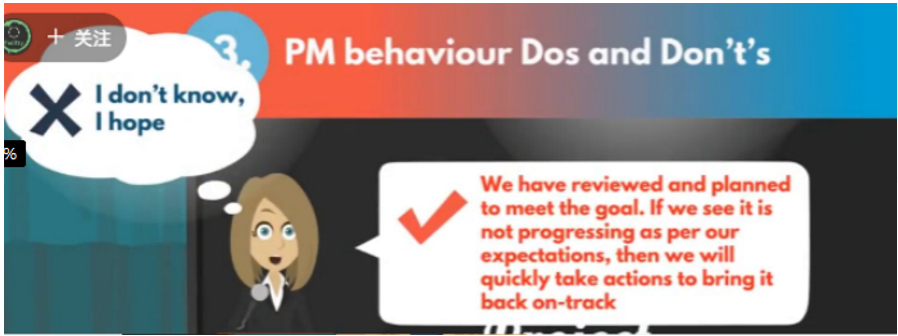 + 关注
3.
PM behaviour Dos and Don't's
I don't know,
I hope
%
We have reviewed and planned
to meet the goal. If we see it is
not progressing as per our
expectations, then we will
quickly take actions to bring it
back on-track